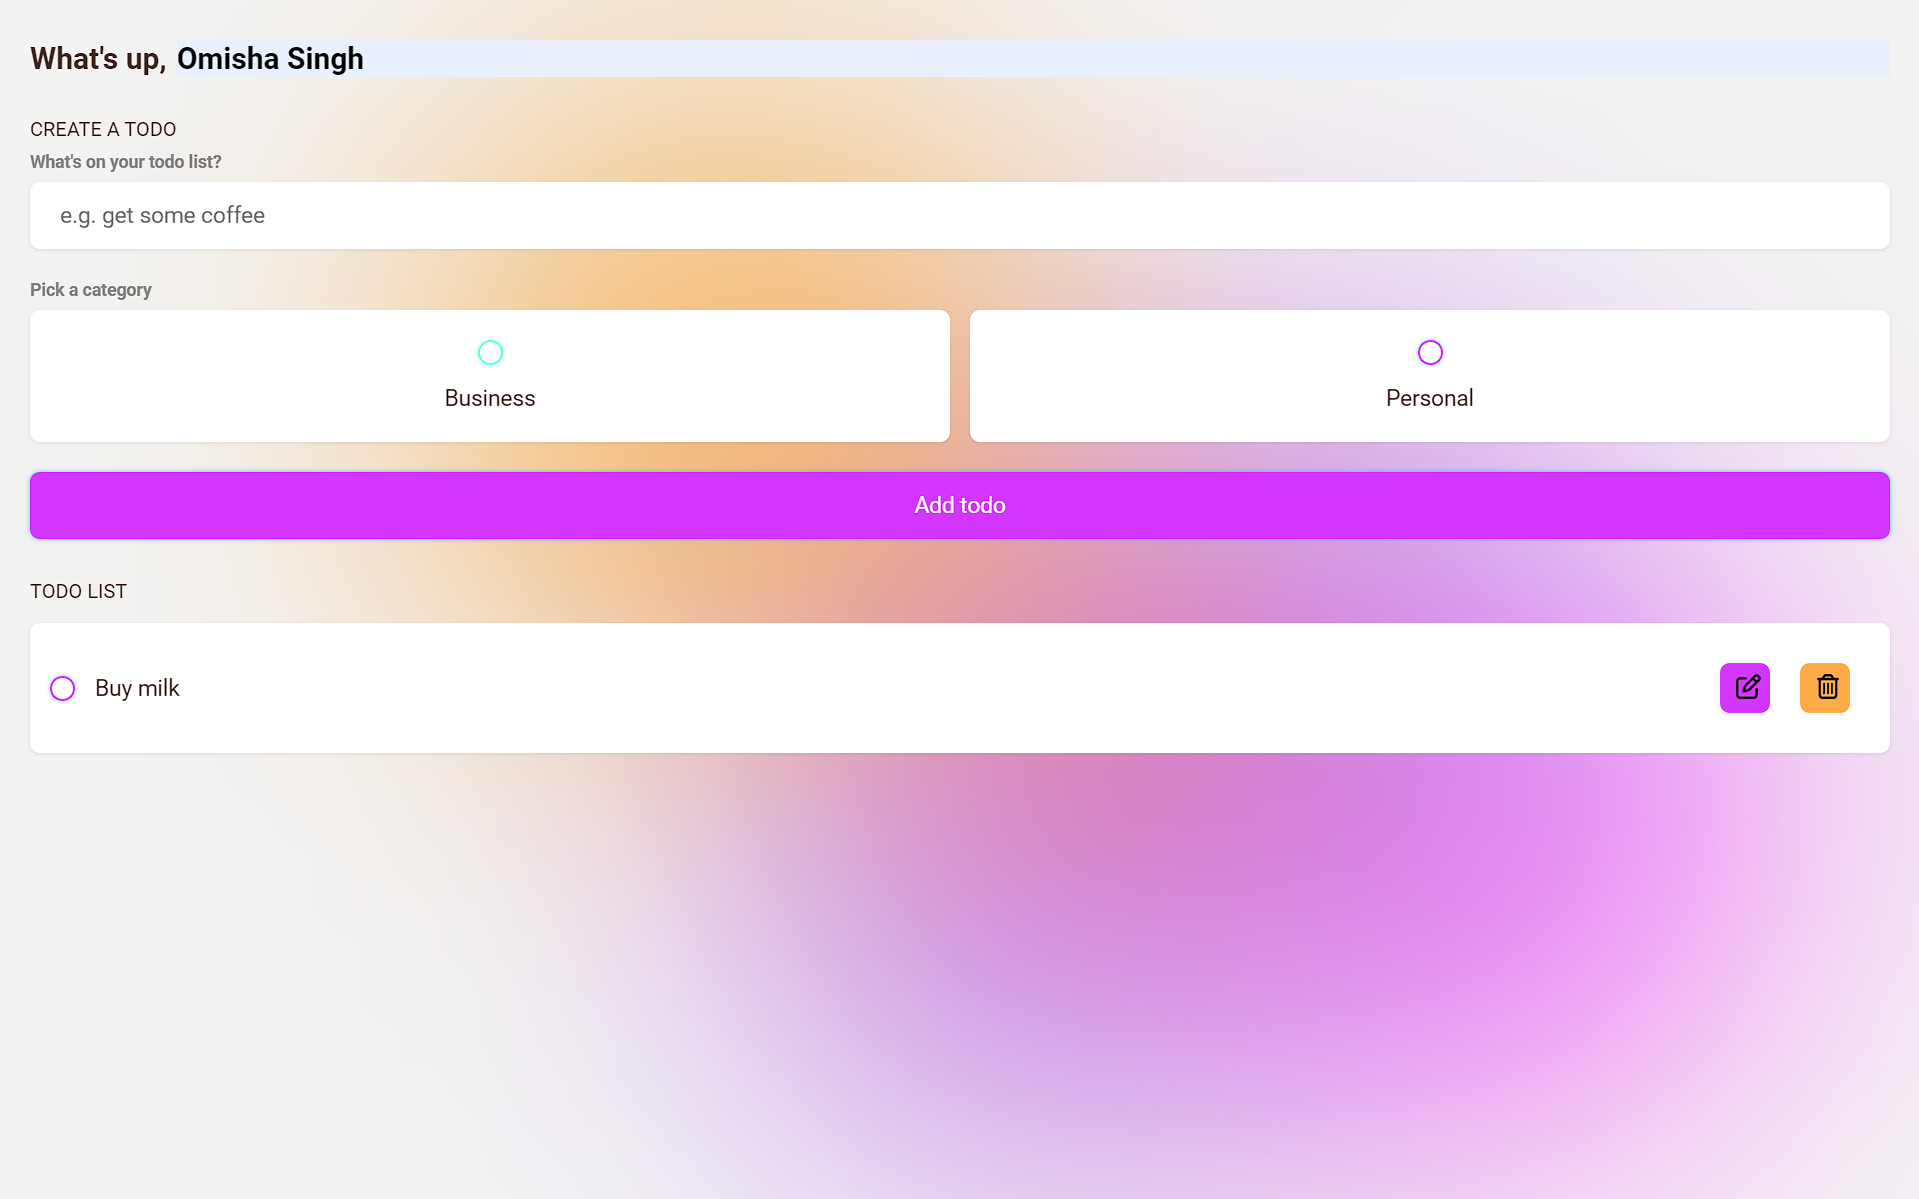 What's up, Omisha Singh
CREATE A TODO
What's on your todo list?
e.g. get some coffee
Pick a category
Business
Personal
Add todo
TODO LIST
Buy milk